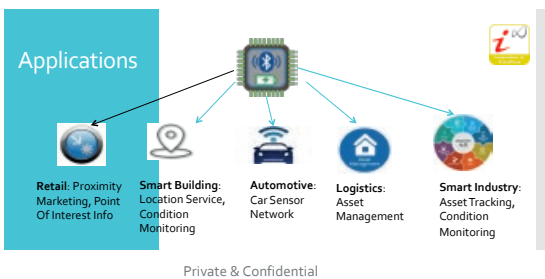 Applications
Retail: Proximity
Marketing, Point
Of Interest Info
Smart Building:
Location Service,
Condition
Monitoring
Automotive:
Car Sensor
Network
Logistics:
Asset
Management
Smart Industry:
Asset Tracking,
Condition
Monitoring
Private & Confidential